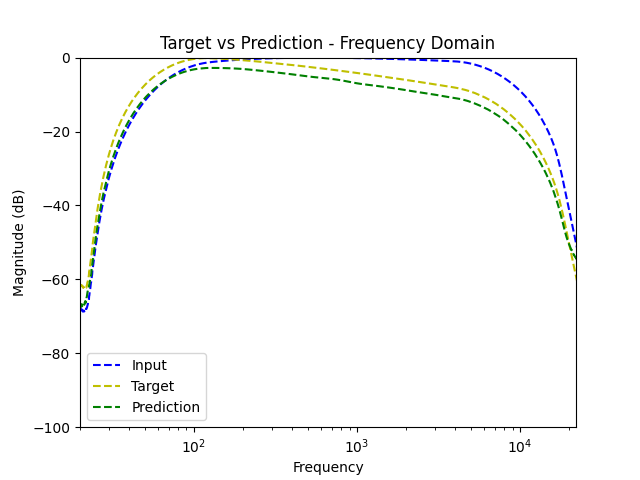 Target vs Prediction - Frequency Domain
0
−20
−40
−60
−80
−100
Magnitude (dB)
Input
Target
Prediction
10²
10³
10⁴
Frequency